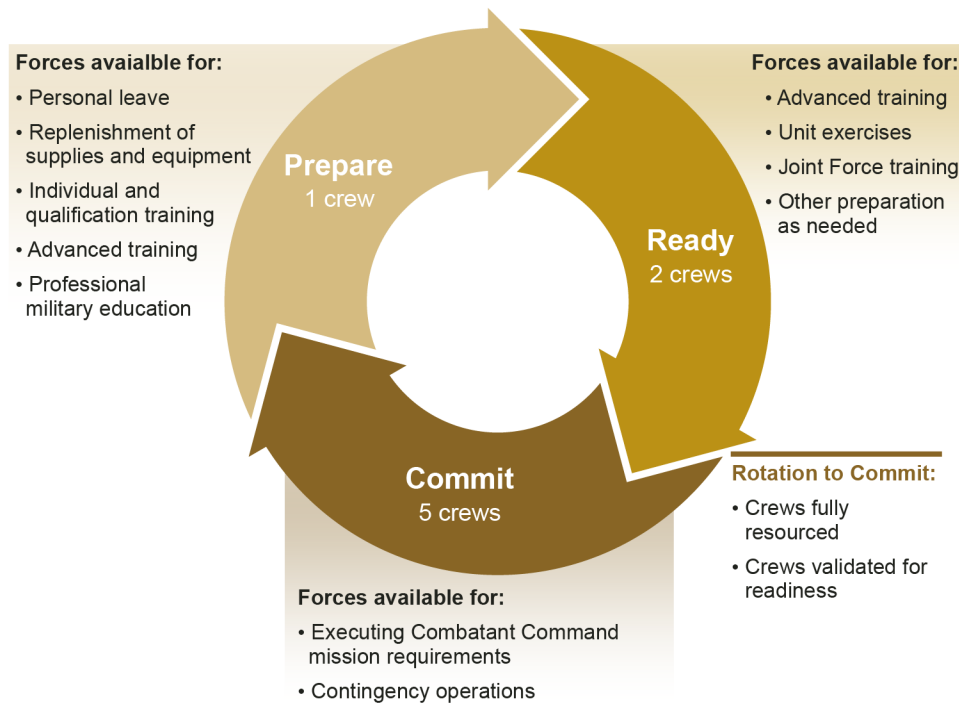 Forces avaialble for:
• Personal leave
• Replenishment of
supplies and equipment
• Individual and
qualification training
• Advanced training
• Professional
military education
Prepare
1 crew
Forces available for:
• Advanced training
• Unit exercises
• Joint Force training
• Other preparation
as needed
Ready
2 crews
Rotation to Commit:
• Crews fully
resourced
• Crews validated for
readiness
Commit
5 crews
Forces available for:
• Executing Combatant Command
mission requirements
• Contingency operations